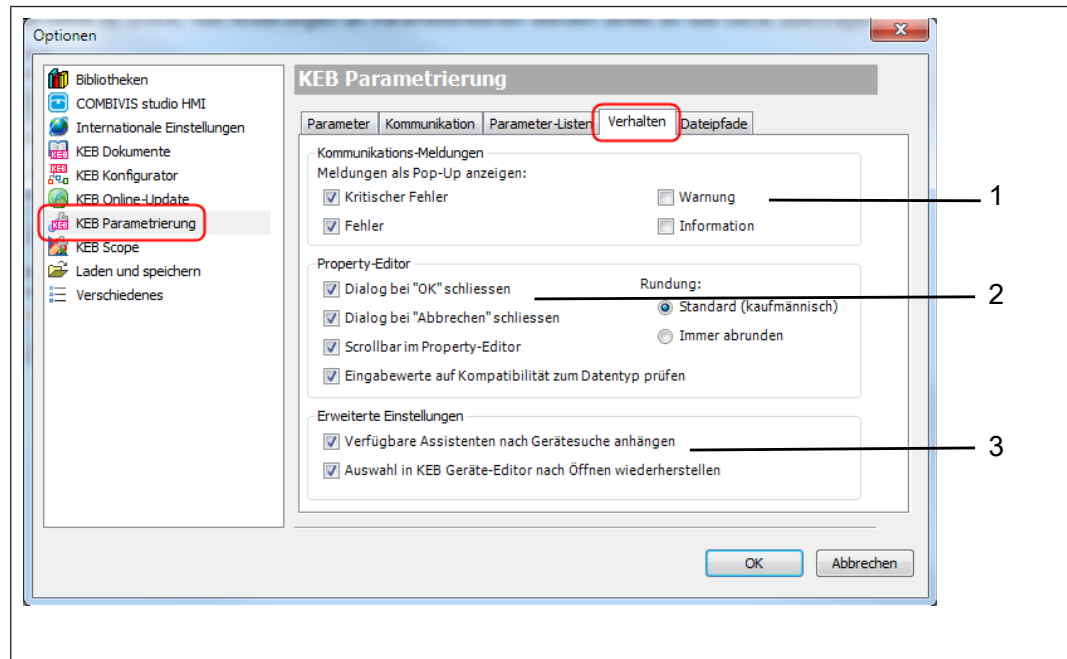 Optionen
Bibliotheken
COMBIVIS studio HMI
Internationale Einstellungen
KEB Dokumente
KEB Konfigurator
KEB Online-Update
KEB Parametrierung
KEB Scope
Laden und speichern
Verschiedenes
KEB Parametrierung
Parameter Kommunikation Parameter-Listen Verhalten Dateipfade
Kommunikations-Meldungen
Meldungen als Pop-Up anzeigen:
Kritischer Fehler Warnung 1
Fehler Information
Property-Editor
Dialog bei "OK" schliessen Rundung: 2
Standard (kaufmännisch)
Dialog bei "Abbrechen" schliessen
Immer abrunden
Scrollbar im Property-Editor
Eingabewerte auf Kompatibilität zum Datentyp prüfen
Erweiterte Einstellungen
Verfügbare Assistenten nach Gerätesuche anhängen 3
Auswahl in KEB Geräte-Editor nach Öffnen wiederherstellen
OK Abbrechen